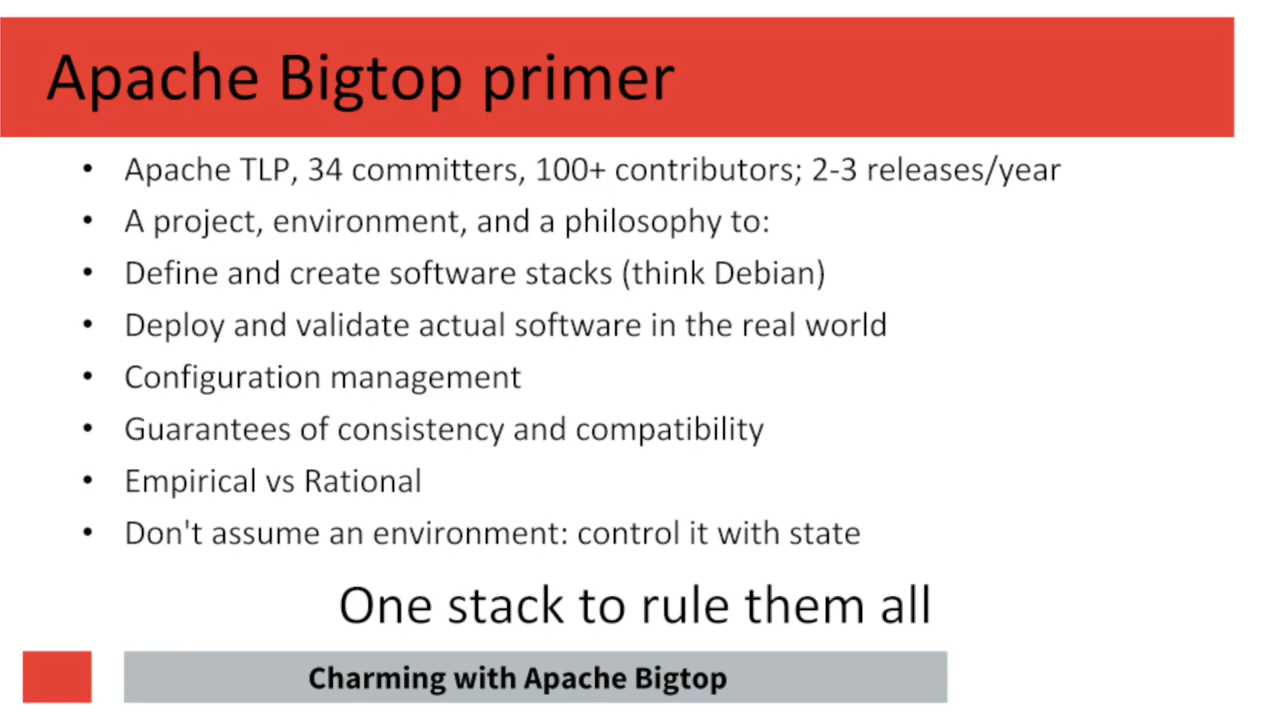 Apache Bigtop primer
• Apache TLP, 34 committers, 100+ contributors; 2-3 releases/year
• A project, environment, and a philosophy to:
• Define and create software stacks (think Debian)
• Deploy and validate actual software in the real world
• Configuration management
• Guarantees of consistency and compatibility
• Empirical vs Rational
• Don't assume an environment: control it with state
One stack to rule them all
Charming with Apache Bigtop